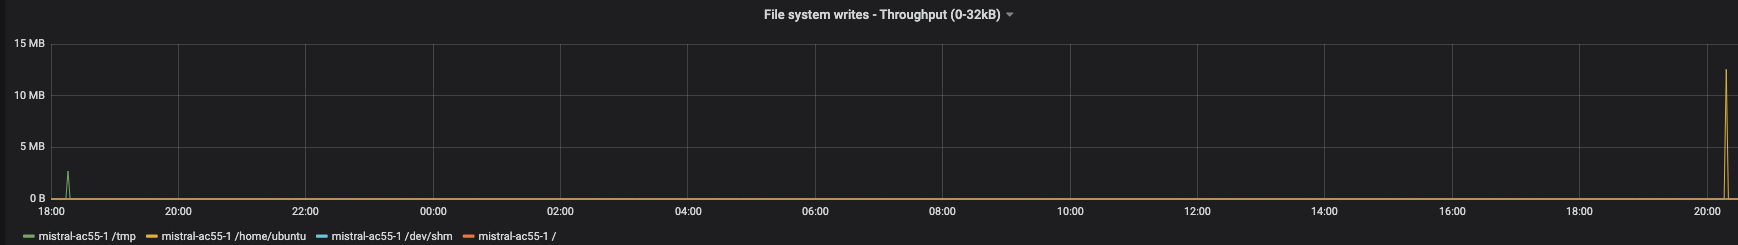 File system writes - Throughput (0-32kB)
15 MB
10 MB
5 MB
0 B
18:00 20:00 22:00 00:00 02:00 04:00 06:00 08:00 10:00 12:00 14:00 16:00 18:00 20:00
mistral-ac55-1 /tmp mistral-ac55-1 /home/ubuntu mistral-ac55-1 /dev/shm mistral-ac55-1 /